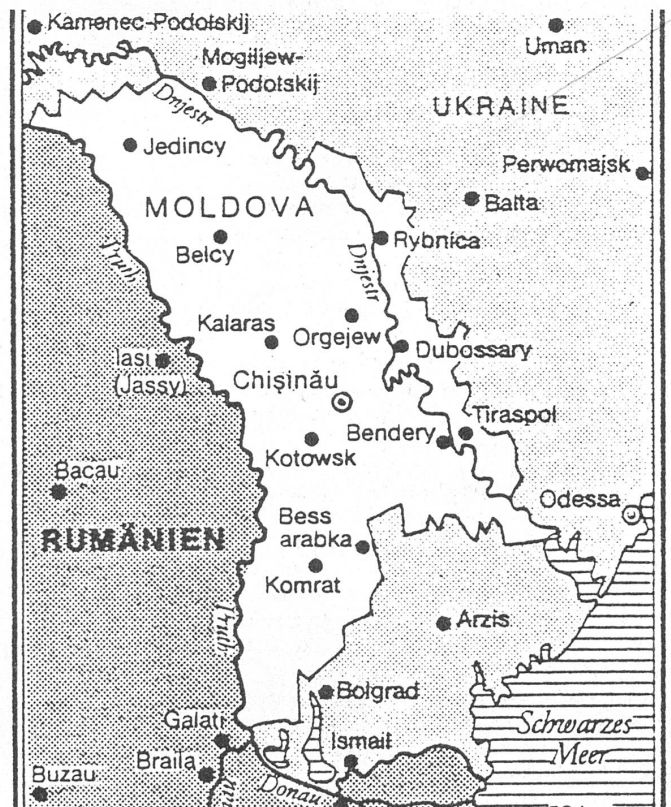 Kamenec-Podolskij
Uman
Mogiljew-
Podotskij
Dnjestr
UKRAINE
Jedincy
Perwomajsk
MOLDOVA
Balta
Belcy
Rybnica
Pruth
Dnjestr
Kalaras
Orgejew
Dubossary
Iasi
(Jassy)
Chişinău
Tiraspol
Bendery
Kotowsk
Bacau
Odessa
RUMÄNIEN
Bess
arabka
Komrat
Pruth
Arzis
Bolgrad
Galati
Schwarzes
Meer
Ismail
Braila
Buzau
Donau